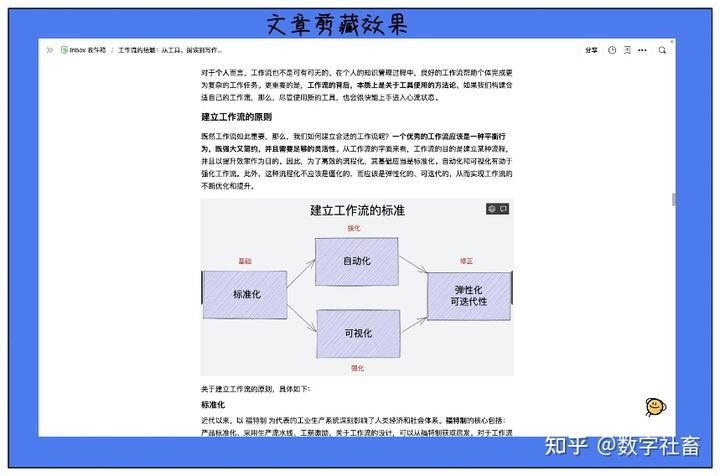 文章剪藏效果
Inbox 收件箱 / 工作流的秘籍：从工具、阅读到写作...
分享
对于个人而言，工作流也不是可有可无的，在个人的知识管理过程中，良好的工作流帮助个体完成更
为复杂的工作任务。更重要的是，工作流的背后，本质上是关于工具使用的方法论，如果我们构建合
适自己的工作流，那么，尽管使用新的工具，也会很快能上手进入心流状态。
建立工作流的原则
既然工作流如此重要，那么，我们如何建立合适的工作流呢？一个优秀的工作流应该是一种平衡行
为，既强大又简约，并且需要足够的灵活性。从工作流的字面来看，工作流的目的是建立某种流程，
并且以提升效率作为目的。因此，为了高效的流程化，其基础应当是标准化，自动化和可视化有助于
强化工作流。此外，这种流程化不应该是僵化的，而应该是弹性化的、可迭代的，从而实现工作流的
不断优化和提升。
建立工作流的标准
强化
自动化
基础
标准化
修正
弹性化
可迭代性
可视化
强化
关于建立工作流的原则，具体如下：
标准化
近代以来，以 福特制 为代表的工业生产系统深刻影响了人类经济和社会体系。福特制的核心包括：
产品标准化、采用生产流水线、工薪激励。关于工作流的设计，可以从福特制获取启发。对于工作流
知乎 @数字社畜